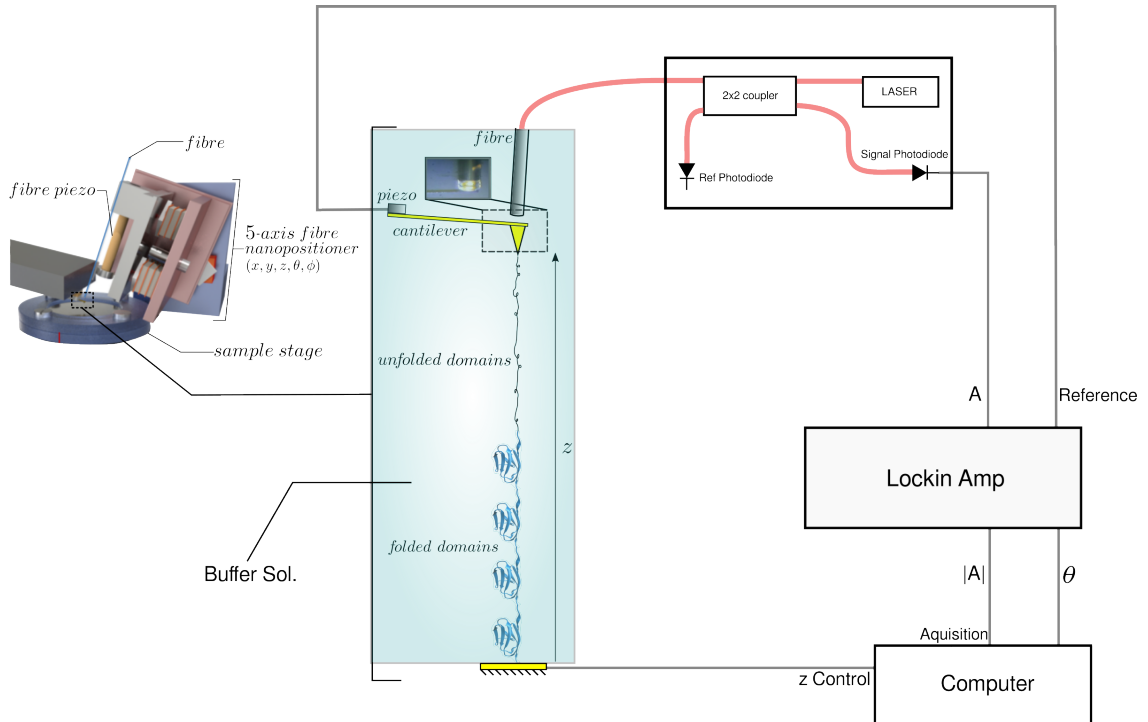 fibre
fibre piezo
5-axis fibre
nanopositioner
(x, y, z, θ, ϕ)
sample stage
Buffer Sol.
fibre
piezo
cantilever
unfolded domains
z
folded domains
2x2 coupler
LASER
Signal Photodiode
Ref Photodiode
A
Reference
Lockin Amp
|A|
θ
Aquisition
z Control
Computer